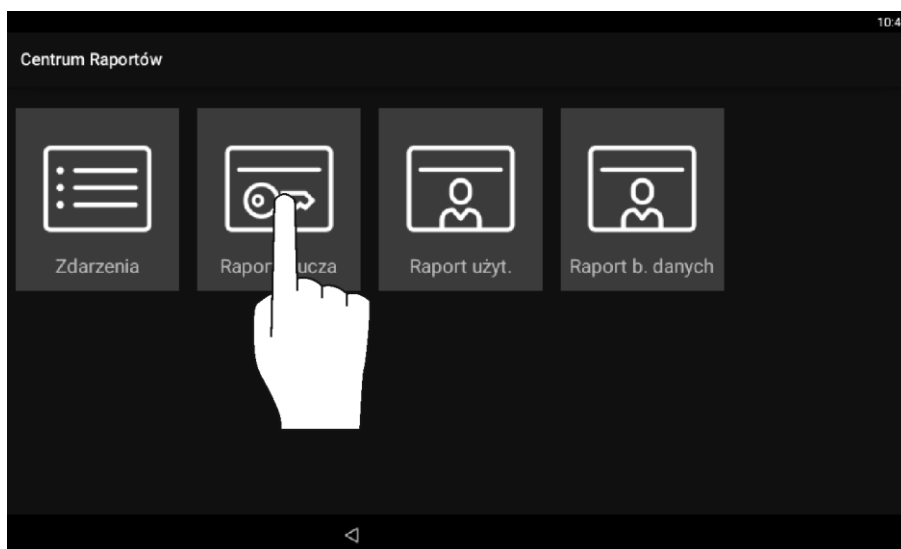 10:4
Centrum Raportów
Zdarzenia
Raport użyt.
Raport b. danych